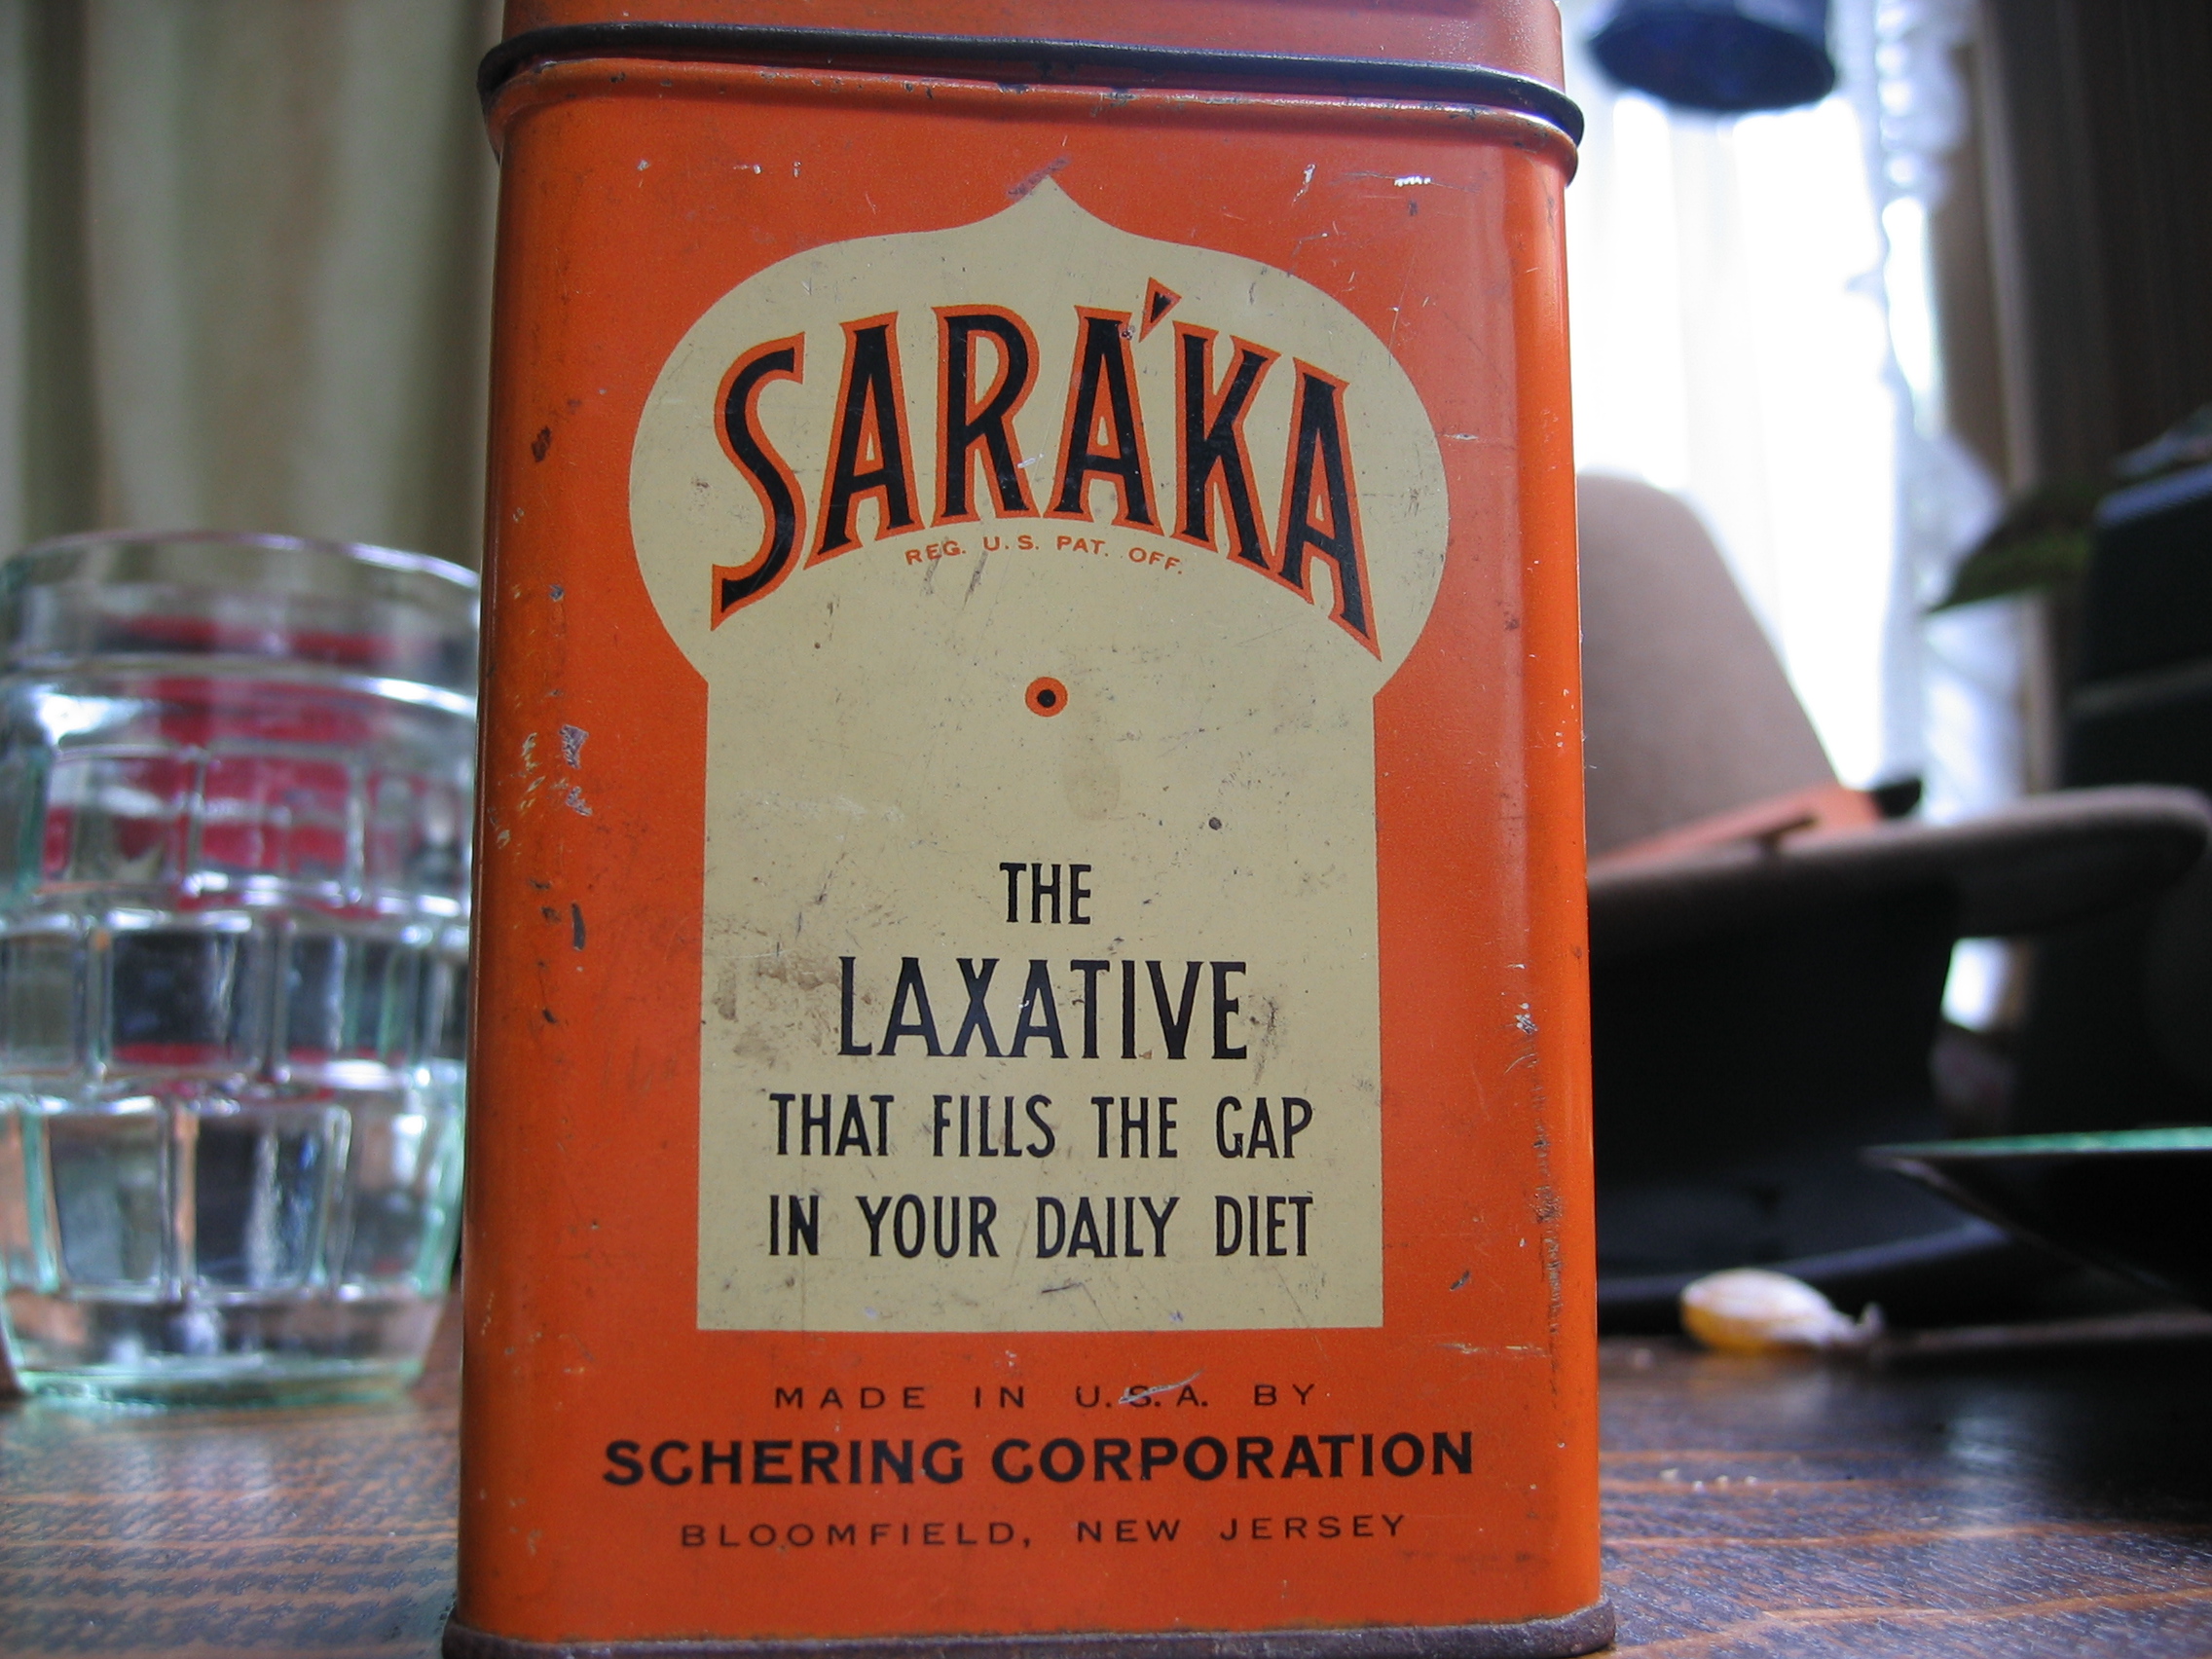 SARÁKA
REG. U.S. PAT. OFF.
THE
LAXATIVE
THAT FILLS THE GAP
IN YOUR DAILY DIET
MADE IN U.S.A. BY
SCHERING CORPORATION
BLOOMFIELD, NEW JERSEY